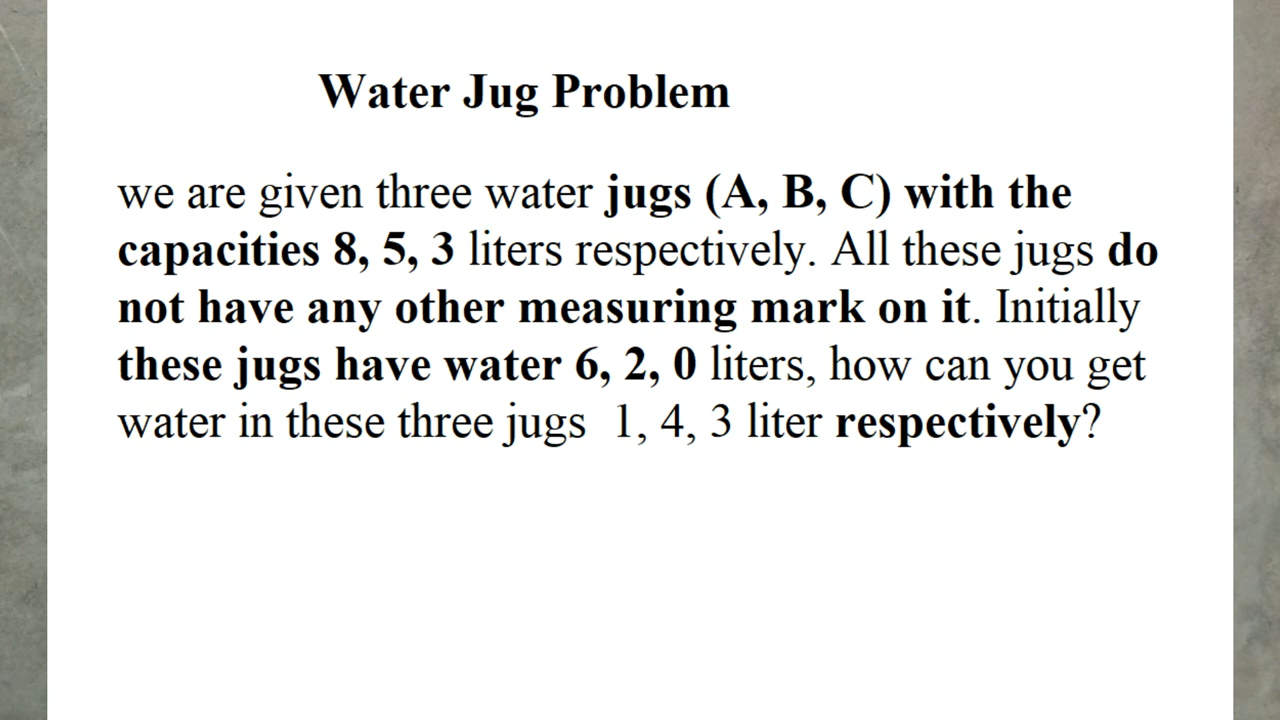 Water Jug Problem
we are given three water jugs (A, B, C) with the
capacities 8, 5, 3 liters respectively. All these jugs do
not have any other measuring mark on it. Initially
these jugs have water 6, 2, 0 liters, how can you get
water in these three jugs 1, 4, 3 liter respectively?